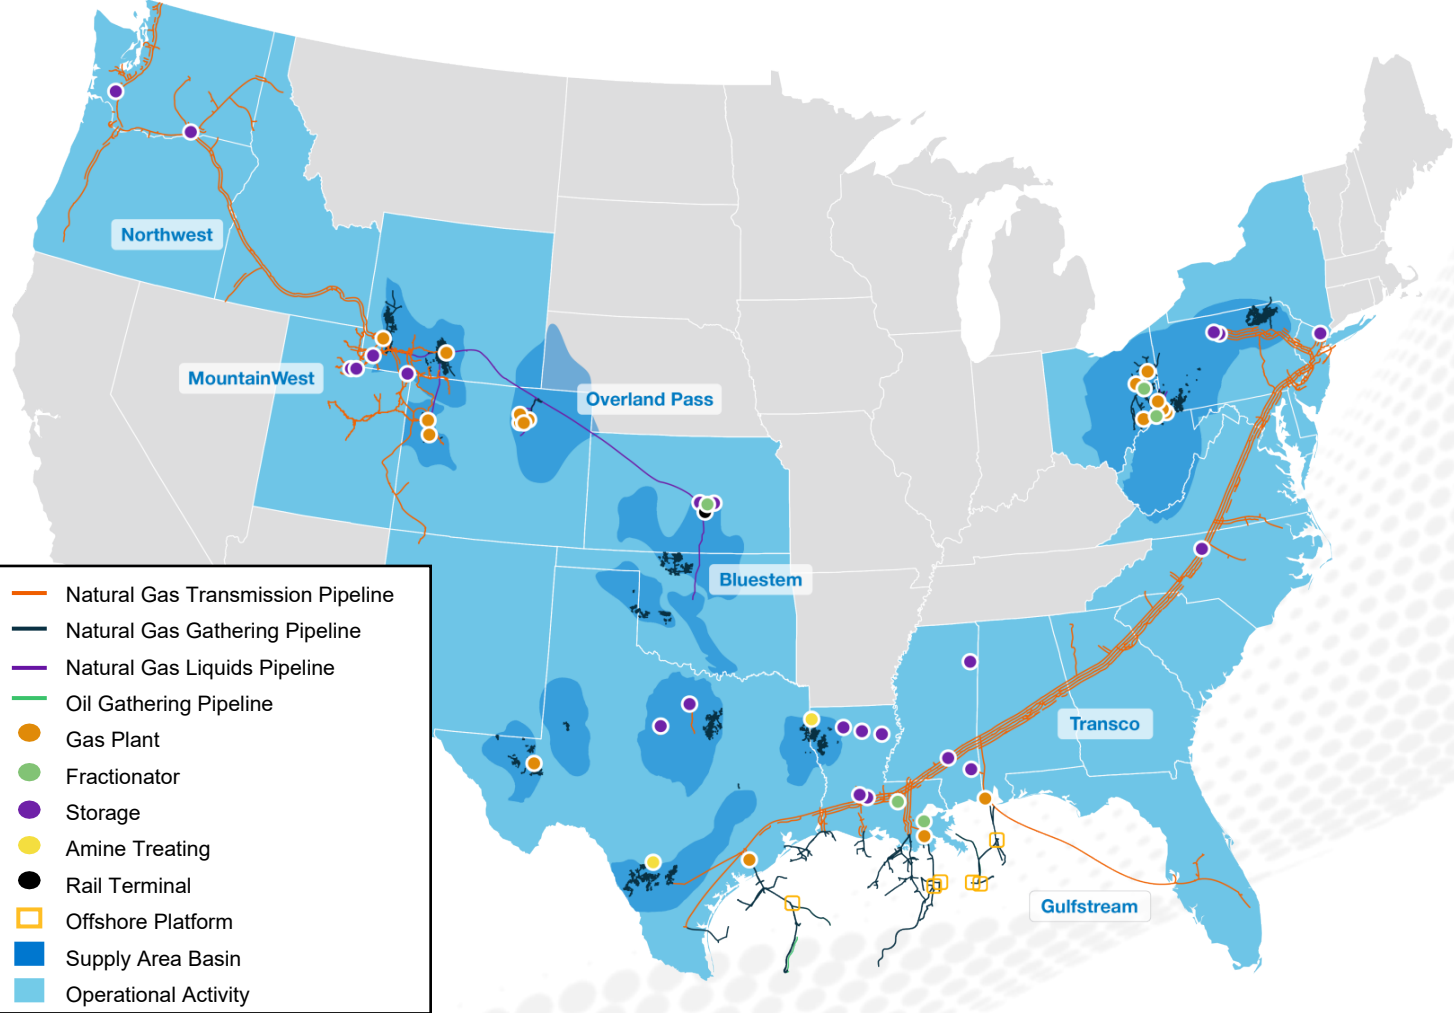 Northwest
MountainWest
Overland Pass
Bluestem
Transco
Gulfstream
Natural Gas Transmission Pipeline
Natural Gas Gathering Pipeline
Natural Gas Liquids Pipeline
Oil Gathering Pipeline
Gas Plant
Fractionator
Storage
Amine Treating
Rail Terminal
Offshore Platform
Supply Area Basin
Operational Activity